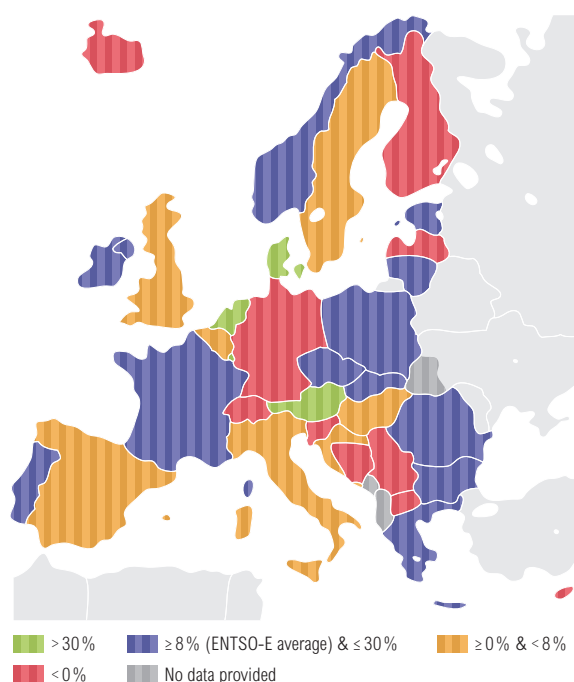 > 30 % ≥ 8 % (ENTSO-E average) & ≤ 30 % ≥ 0 % & < 8 %
< 0 % No data provided